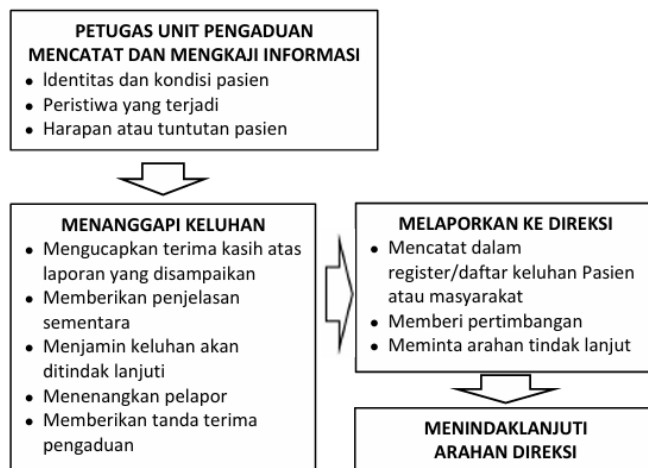 PETUGAS UNIT PENGADUAN
MENCATAT DAN MENGKAJI INFORMASI
• Identitas dan kondisi pasien
• Peristiwa yang terjadi
• Harapan atau tuntutan pasien
MENANGGAPI KELUHAN
• Mengucapkan terima kasih atas
laporan yang disampaikan
• Memberikan penjelasan
sementara
• Menjamin keluhan akan
ditindak lanjuti
• Menenangkan pelapor
• Memberikan tanda terima
pengaduan
MELAPORKAN KE DIREKSI
• Mencatat dalam
register/daftar keluhan Pasien
atau masyarakat
• Memberi pertimbangan
• Meminta arahan tindak lanjut
MENINDAKLANJUTI
ARAHAN DIREKSI